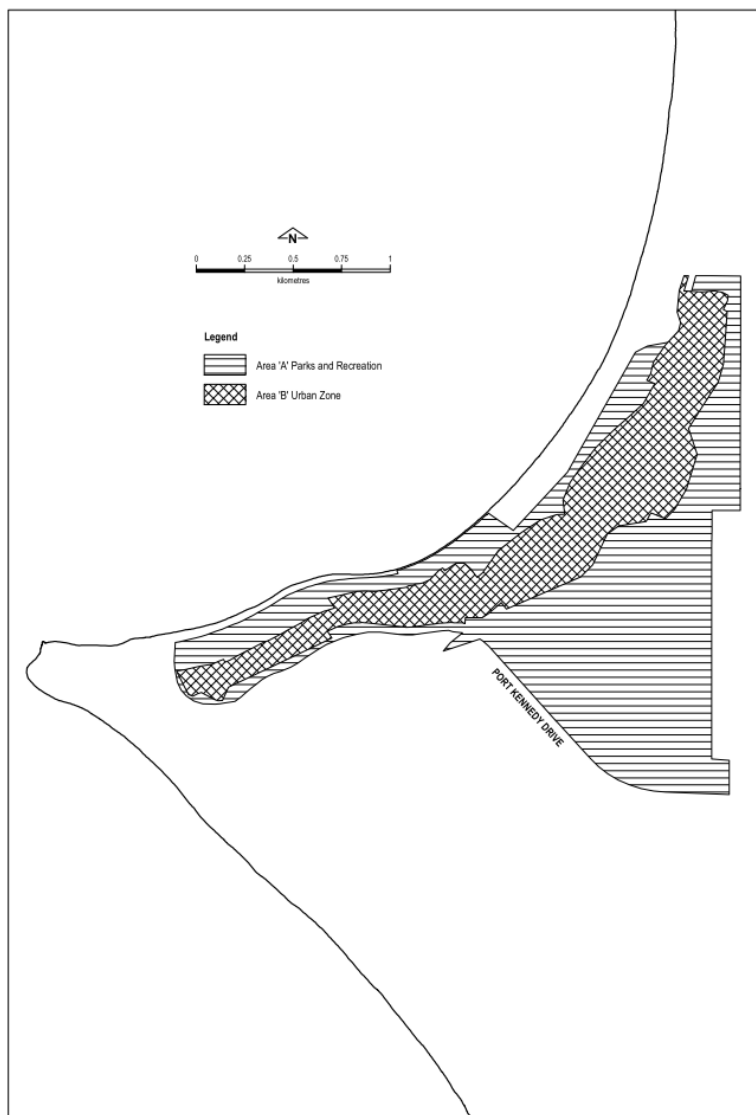 N
0 0.25 0.5 0.75 1
kilometres
Legend
Area 'A' Parks and Recreation
Area 'B' Urban Zone
PORT KENNEDY DRIVE